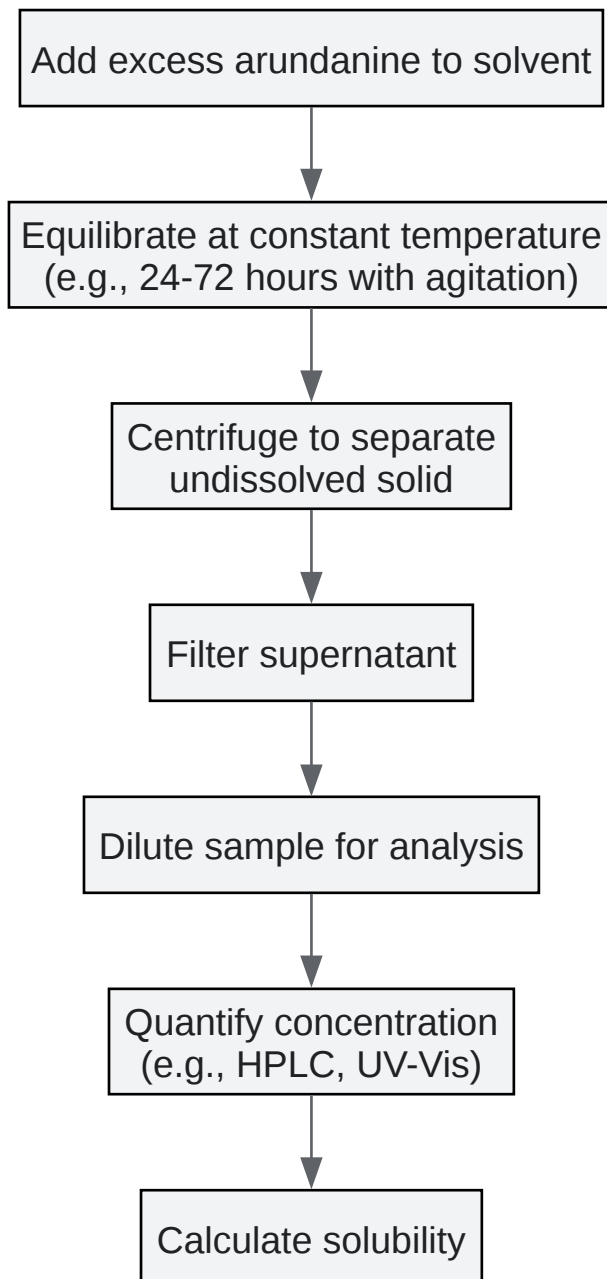 Add excess arundanine to solvent
Equilibrate at constant temperature
(e.g., 24-72 hours with agitation)
Centrifuge to separate
undissolved solid
Filter supernatant
Dilute sample for analysis
Quantify concentration
(e.g., HPLC, UV-Vis)
Calculate solubility